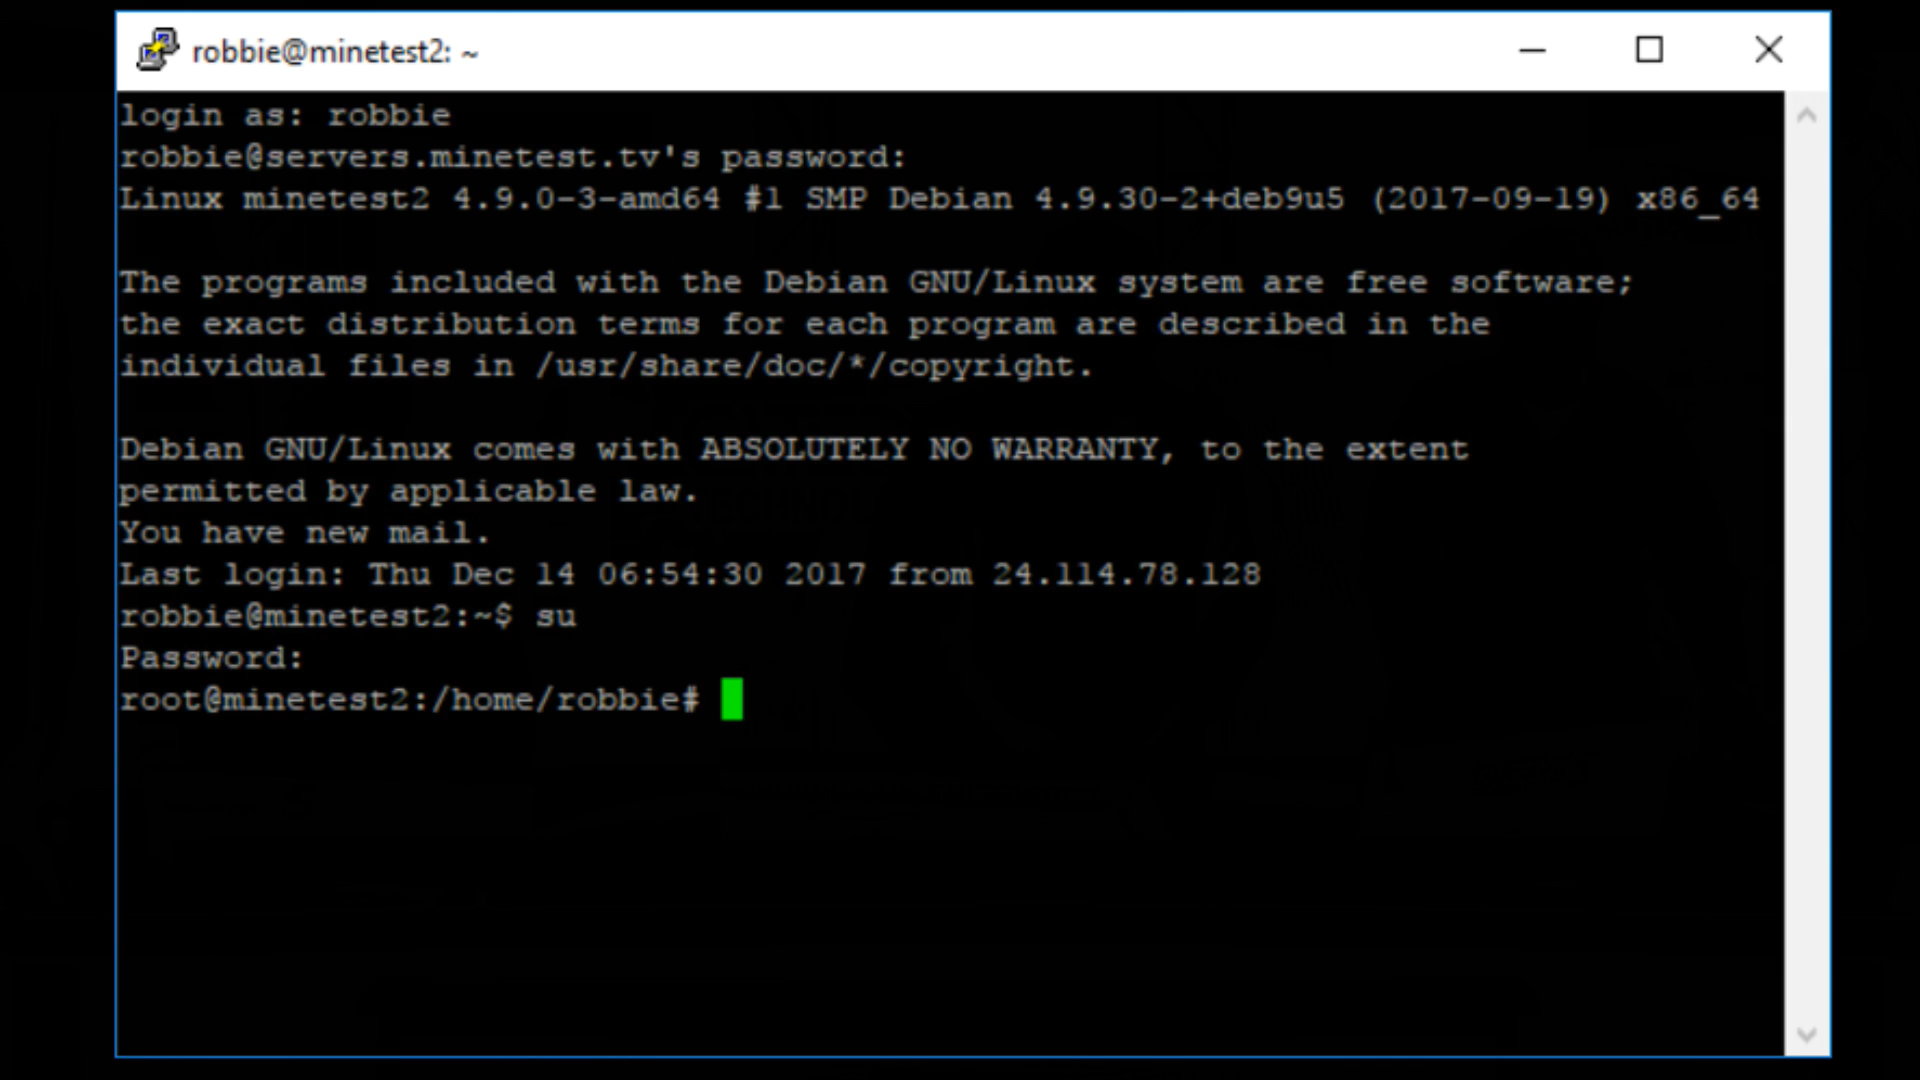 robbie@minetest2: ~
login as: robbie
robbie@servers.minetest.tv's password:
Linux minetest2 4.9.0-3-amd64 #1 SMP Debian 4.9.30-2+deb9u5 (2017-09-19) x86_64
The programs included with the Debian GNU/Linux system are free software;
the exact distribution terms for each program are described in the
individual files in /usr/share/doc/*/copyright.
Debian GNU/Linux comes with ABSOLUTELY NO WARRANTY, to the extent
permitted by applicable law.
You have new mail.
Last login: Thu Dec 14 06:54:30 2017 from 24.114.78.128
robbie@minetest2:~$ su
Password:
root@minetest2:/home/robbie#